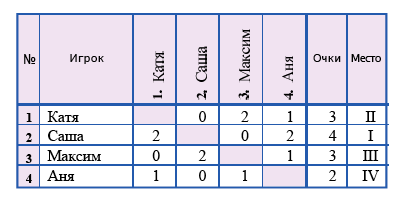 № Игрок 1. Катя 2. Саша 3. Максим 4. Аня Очки Место
1 Катя 0 2 1 3 II
2 Саша 2 0 2 4 I
3 Максим 0 2 1 3 III
4 Аня 1 0 1 2 IV